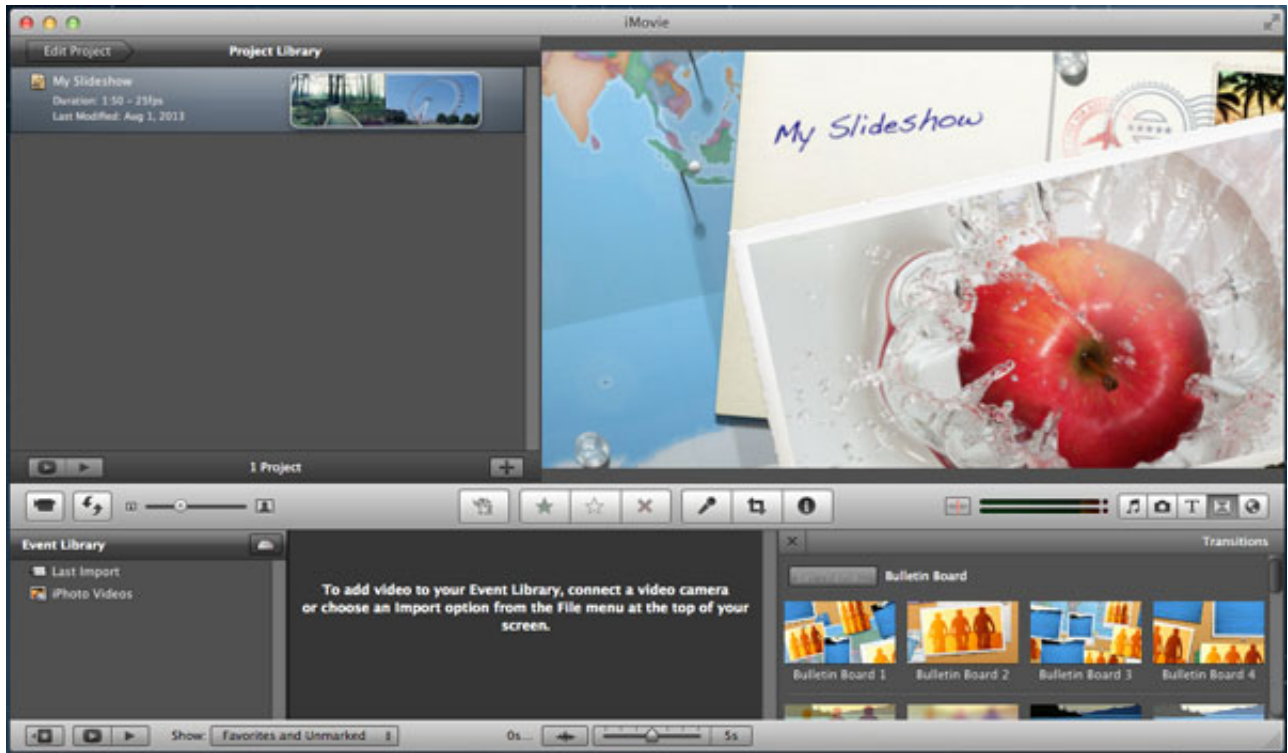 iMovie
Edit Project
Project Library
My Slideshow
Duration: 1:50 – 25fps
Last Modified: Aug 1, 2013
My Slideshow
1 Project
Event Library
Last Import
iPhoto Videos
To add video to your Event Library, connect a video camera
or choose an Import option from the File menu at the top of your
screen.
Transitions
Bulletin Board
Bulletin Board 1
Bulletin Board 2
Bulletin Board 3
Bulletin Board 4
Show:
Favorites and Unmarked
0s...
5s